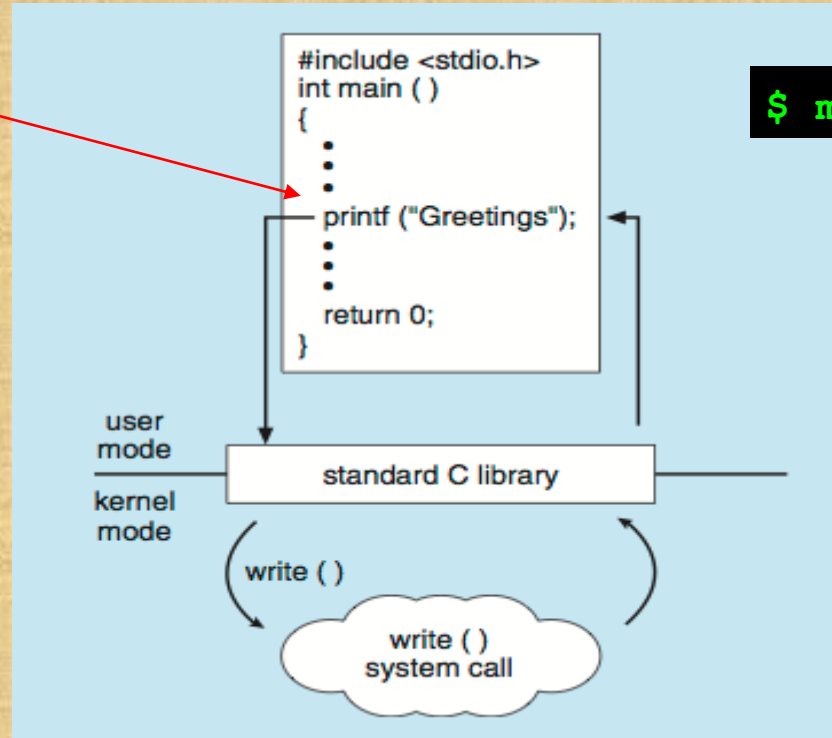 #include <stdio.h>
int main ( )
{
•
•
•
printf ("Greetings");
•
•
•
return 0;
}
$ m
user
mode
standard C library
kernel
mode
write ( )
write ( )
system call